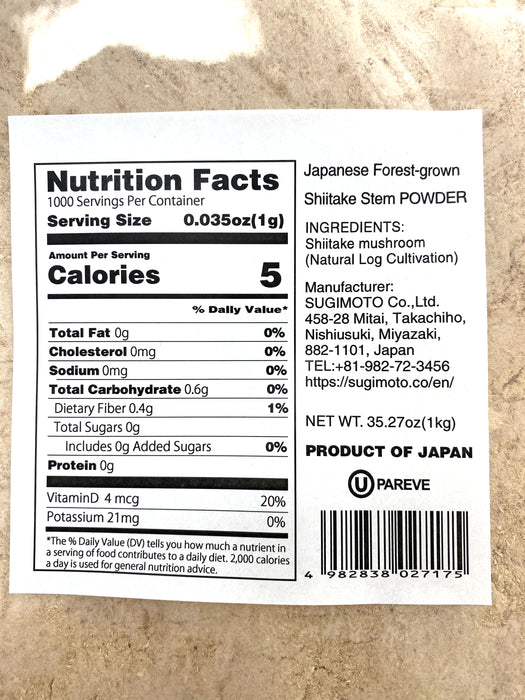 Nutrition Facts
1000 Servings Per Container
Serving Size 0.035oz(1g)
Amount Per Serving
Calories 5
% Daily Value*
Total Fat 0g 0%
Cholesterol 0mg 0%
Sodium 0mg 0%
Total Carbohydrate 0.6g 0%
Dietary Fiber 0.4g 1%
Total Sugars 0g
Includes 0g Added Sugars 0%
Protein 0g
VitaminD 4 mcg 20%
Potassium 21mg 0%
*The % Daily Value (DV) tells you how much a nutrient in
a serving of food contributes to a daily diet. 2,000 calories
a day is used for general nutrition advice.
Japanese Forest-grown
Shiitake Stem POWDER
INGREDIENTS:
Shiitake mushroom
(Natural Log Cultivation)
Manufacturer:
SUGIMOTO Co.,Ltd.
458-28 Mitai, Takachiho,
Nishiusuki, Miyazaki,
882-1101, Japan
TEL:+81-982-72-3456
https://sugimoto.co/en/
NET WT. 35.27oz(1kg)
PRODUCT OF JAPAN
U PAREVE
4 982838 027175